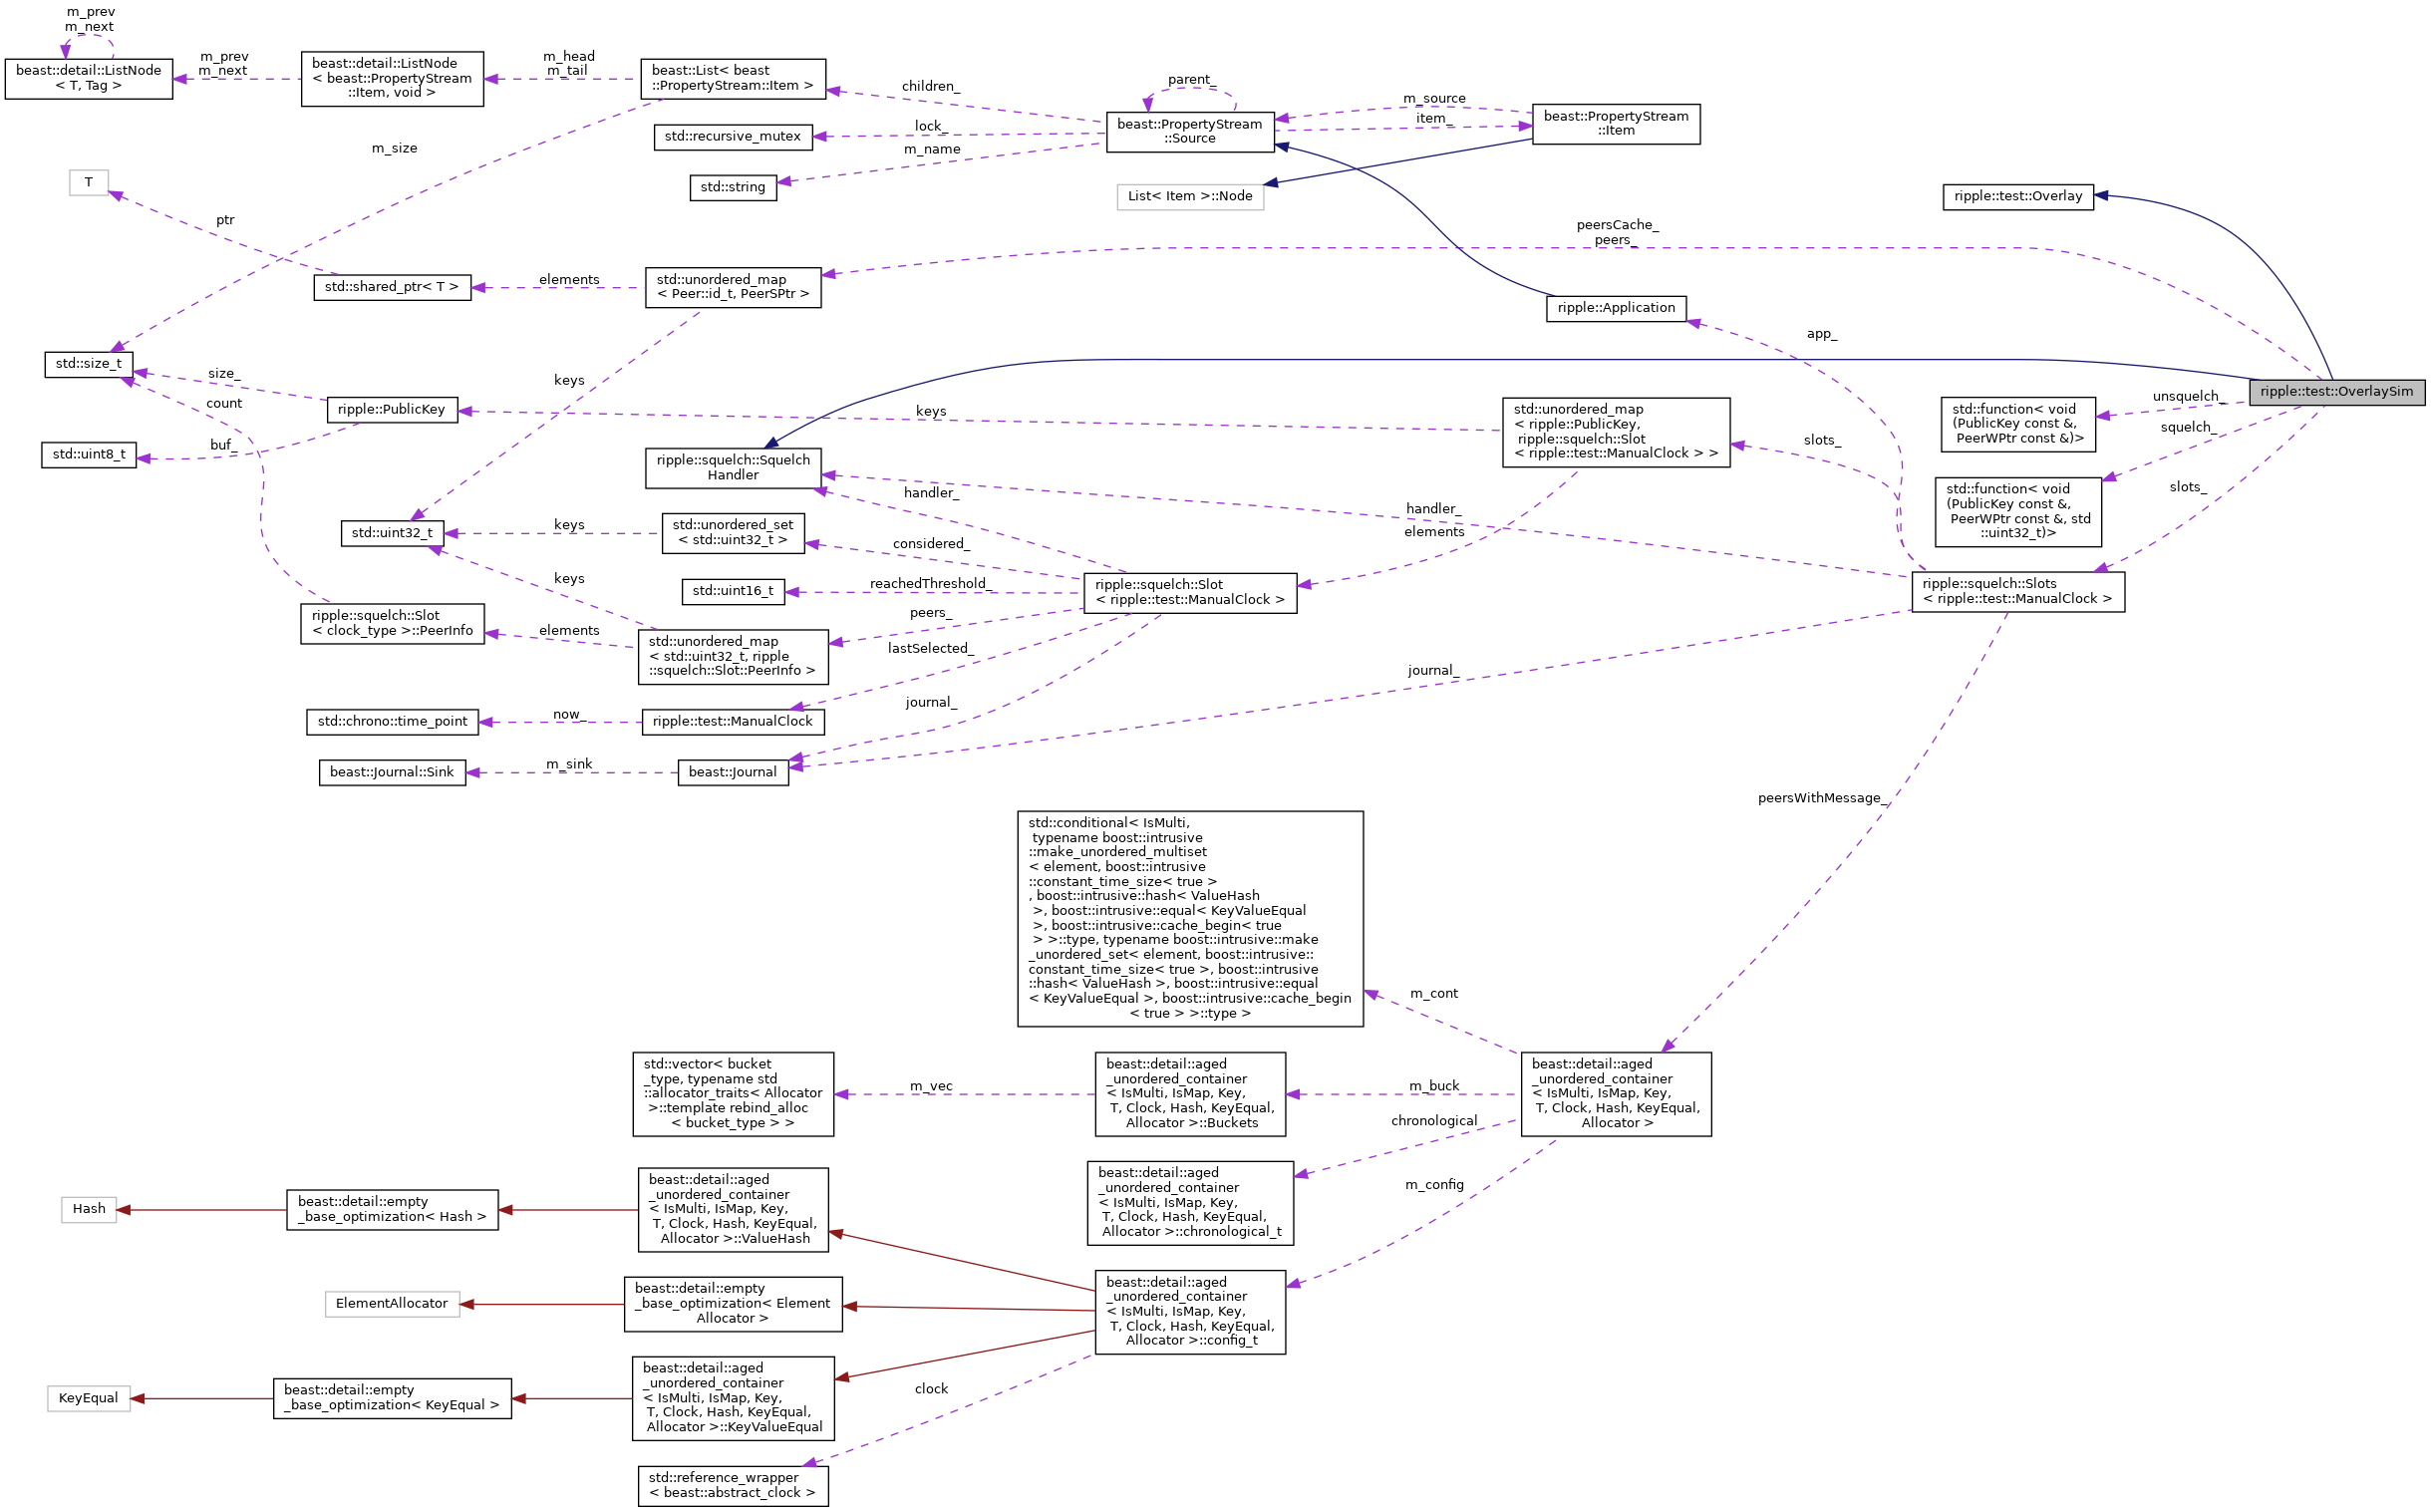 m_prev
m_next
beast::detail::ListNode
< T, Tag >
m_prev
m_next
beast::detail::ListNode
< beast::PropertyStream
::Item, void >
m_head
m_tail
beast::List< beast
::PropertyStream::Item >
children_
parent_
beast::PropertyStream
::Source
m_source
item_
beast::PropertyStream
::Item
lock_
std::recursive_mutex
m_name
std::string
m_size
T
ptr
List< Item >::Node
ripple::test::Overlay
peersCache_
peers_
std::shared_ptr< T >
elements
std::unordered_map
< Peer::id_t, PeerSPtr >
ripple::Application
app_
std::size_t
size_
count
keys
ripple::PublicKey
keys
buf_
std::uint8_t
std::unordered_map
< ripple::PublicKey,
ripple::squelch::Slot
< ripple::test::ManualClock > >
slots_
ripple::test::OverlaySim
unsquelch_
std::function< void
(PublicKey const &,
PeerWPtr const &)>
squelch_
std::function< void
(PublicKey const &,
PeerWPtr const &, std
::uint32_t)>
slots_
ripple::squelch::Squelch
Handler
handler_
handler_
elements
std::uint32_t
keys
std::unordered_set
< std::uint32_t >
considered_
keys
std::uint16_t
reachedThreshold_
ripple::squelch::Slot
< ripple::test::ManualClock >
ripple::squelch::Slots
< ripple::test::ManualClock >
ripple::squelch::Slot
< clock_type >::PeerInfo
elements
std::unordered_map
< std::uint32_t, ripple
::squelch::Slot::PeerInfo >
peers_
lastSelected_
journal_
journal_
std::chrono::time_point
now_
ripple::test::ManualClock
beast::Journal::Sink
m_sink
beast::Journal
peersWithMessage_
std::conditional< IsMulti,
typename boost::intrusive
::make_unordered_multiset
< element, boost::intrusive
::constant_time_size< true >
, boost::intrusive::hash< ValueHash
>, boost::intrusive::equal< KeyValueEqual
>, boost::intrusive::cache_begin< true
> >::type, typename boost::intrusive::make
_unordered_set< element, boost::intrusive::
constant_time_size< true >, boost::intrusive
::hash< ValueHash >, boost::intrusive::equal
< KeyValueEqual >, boost::intrusive::cache_begin
< true > >::type >
m_cont
std::vector< bucket
_type, typename std
::allocator_traits< Allocator
>::template rebind_alloc
< bucket_type > >
m_vec
beast::detail::aged
_unordered_container
< IsMulti, IsMap, Key,
T, Clock, Hash, KeyEqual,
Allocator >::Buckets
m_buck
beast::detail::aged
_unordered_container
< IsMulti, IsMap, Key,
T, Clock, Hash, KeyEqual,
Allocator >
chronological
beast::detail::aged
_unordered_container
< IsMulti, IsMap, Key,
T, Clock, Hash, KeyEqual,
Allocator >::chronological_t
m_config
Hash
beast::detail::empty
_base_optimization< Hash >
beast::detail::aged
_unordered_container
< IsMulti, IsMap, Key,
T, Clock, Hash, KeyEqual,
Allocator >::ValueHash
ElementAllocator
beast::detail::empty
_base_optimization< Element
Allocator >
beast::detail::aged
_unordered_container
< IsMulti, IsMap, Key,
T, Clock, Hash, KeyEqual,
Allocator >::config_t
KeyEqual
beast::detail::empty
_base_optimization< KeyEqual >
beast::detail::aged
_unordered_container
< IsMulti, IsMap, Key,
T, Clock, Hash, KeyEqual,
Allocator >::KeyValueEqual
clock
std::reference_wrapper
< beast::abstract_clock >